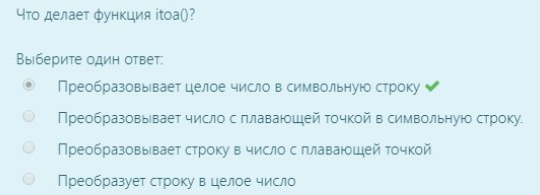 Что делает функция itoa()?
Выберите один ответ:
Преобразовывает целое число в символьную строку
Преобразовывает число с плавающей точкой в символьную строку.
Преобразовывает строку в число с плавающей точкой
Преобразует строку в целое число